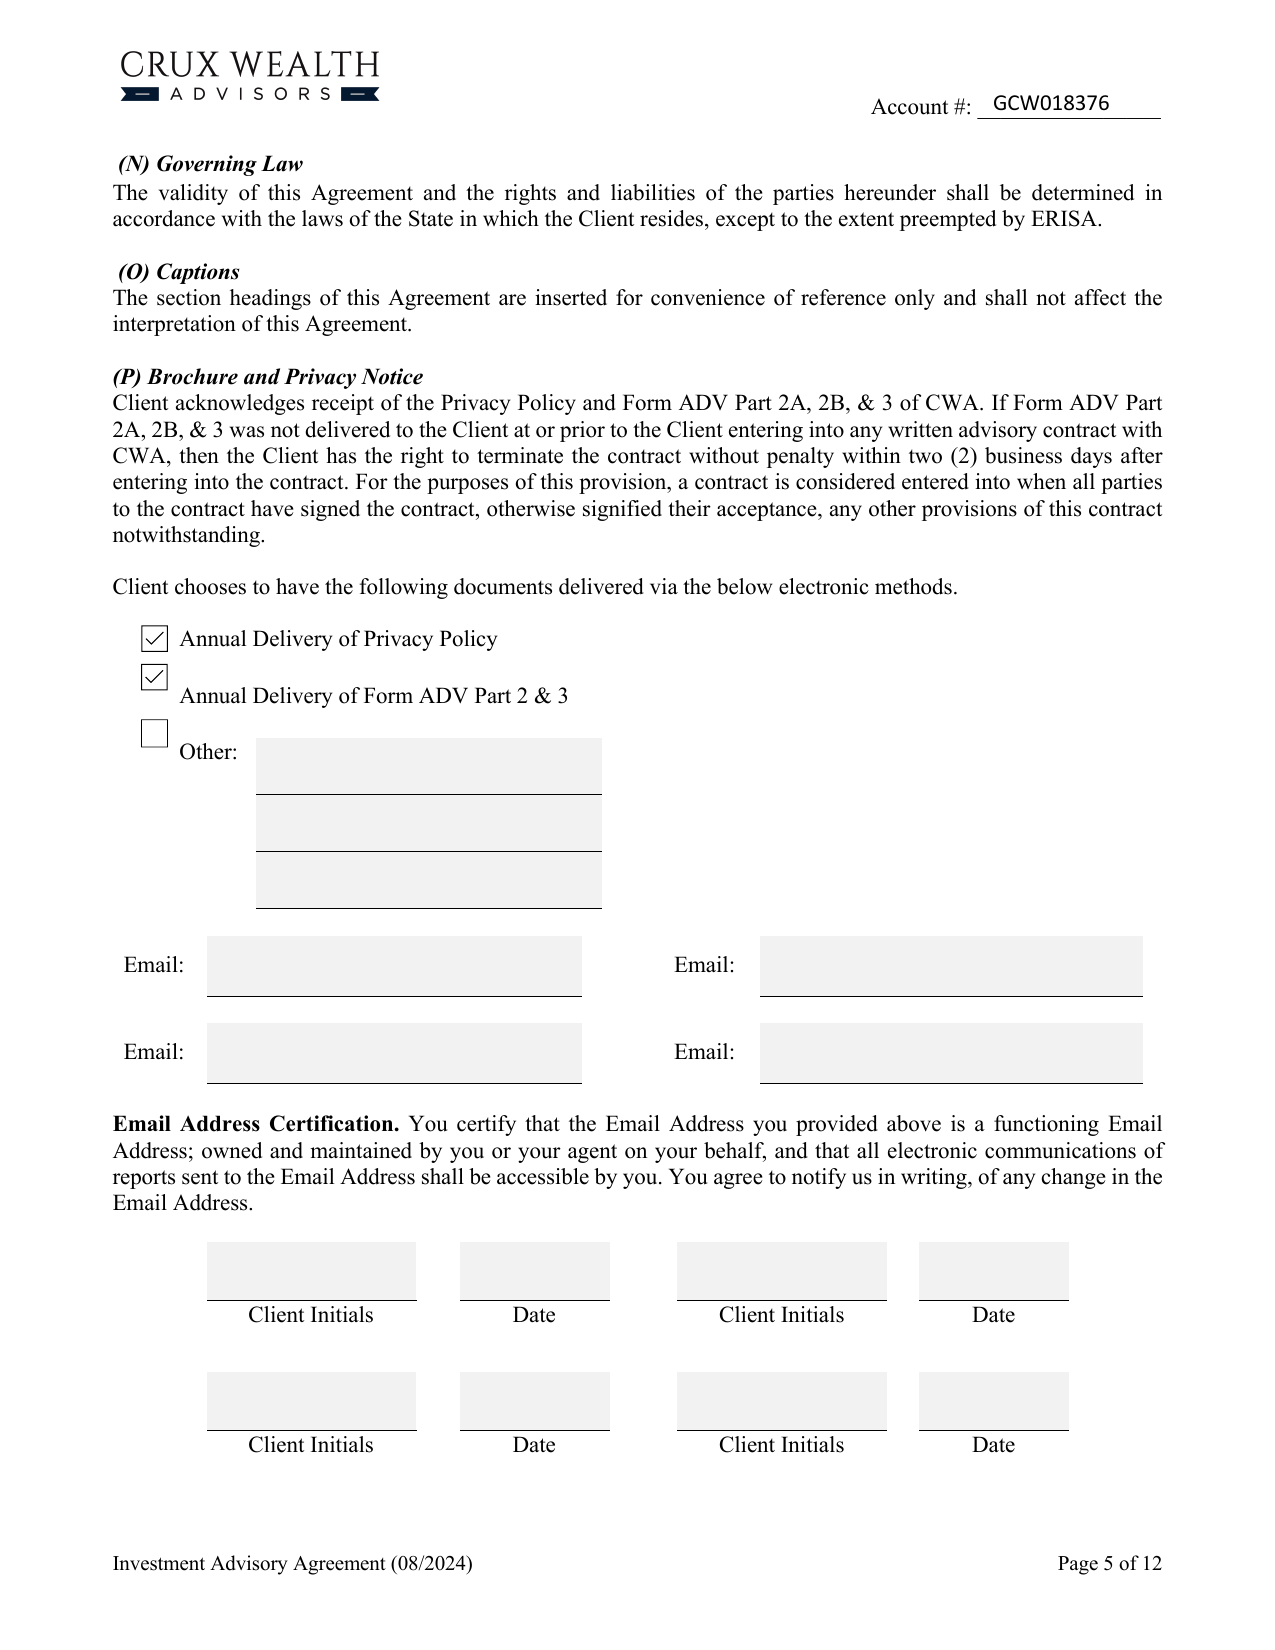 CRUX WEALTH
ADVISORS
Account #: GCW018376
(N) Governing Law
The validity of this Agreement and the rights and liabilities of the parties hereunder shall be determined in
accordance with the laws of the State in which the Client resides, except to the extent preempted by ERISA.
(O) Captions
The section headings of this Agreement are inserted for convenience of reference only and shall not affect the
interpretation of this Agreement.
(P) Brochure and Privacy Notice
Client acknowledges receipt of the Privacy Policy and Form ADV Part 2A, 2B, & 3 of CWA. If Form ADV Part
2A, 2B, & 3 was not delivered to the Client at or prior to the Client entering into any written advisory contract with
CWA, then the Client has the right to terminate the contract without penalty within two (2) business days after
entering into the contract. For the purposes of this provision, a contract is considered entered into when all parties
to the contract have signed the contract, otherwise signified their acceptance, any other provisions of this contract
notwithstanding.
Client chooses to have the following documents delivered via the below electronic methods.
Annual Delivery of Privacy Policy
Annual Delivery of Form ADV Part 2 & 3
Other:
Email: Email:
Email: Email:
Email Address Certification. You certify that the Email Address you provided above is a functioning Email
Address; owned and maintained by you or your agent on your behalf, and that all electronic communications of
reports sent to the Email Address shall be accessible by you. You agree to notify us in writing, of any change in the
Email Address.
Client Initials Date Client Initials Date
Client Initials Date Client Initials Date
Investment Advisory Agreement (08/2024) Page 5 of 12